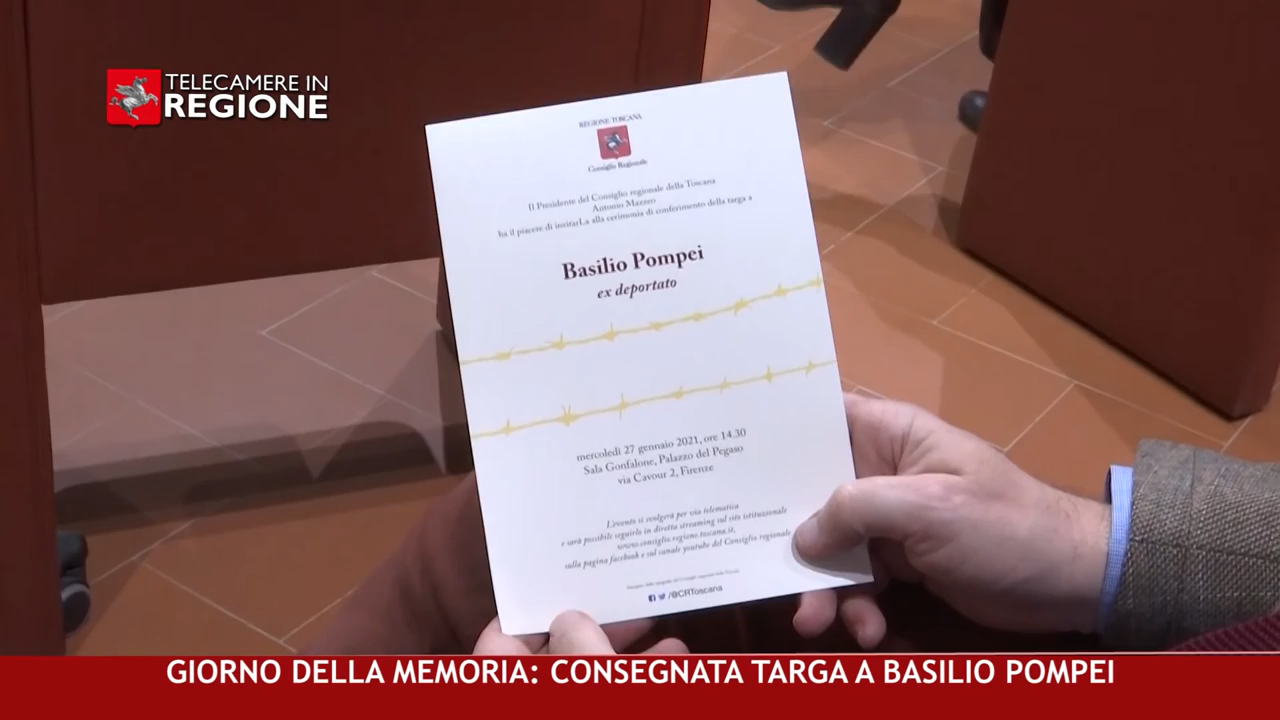 TELECAMERE IN
REGIONE
REGIONE TOSCANA
Consiglio Regionale
Il Presidente del Consiglio regionale della Toscana
Antonio Mazzeo
ha il piacere di invitarLa alla cerimonia di conferimento della targa a
Basilio Pompei
ex deportato
mercoledì 27 gennaio 2021, ore 14.30
Sala Gonfalone, Palazzo del Pegaso
via Cavour 2, Firenze
L'evento si svolgerà per via telematica
e sarà possibile seguirlo in diretta streaming sul sito istituzionale
www.consiglio.regione.toscana.it,
sulla pagina facebook e sul canale youtube del Consiglio regionale
/@CRToscana
GIORNO DELLA MEMORIA: CONSEGNATA TARGA A BASILIO POMPEI